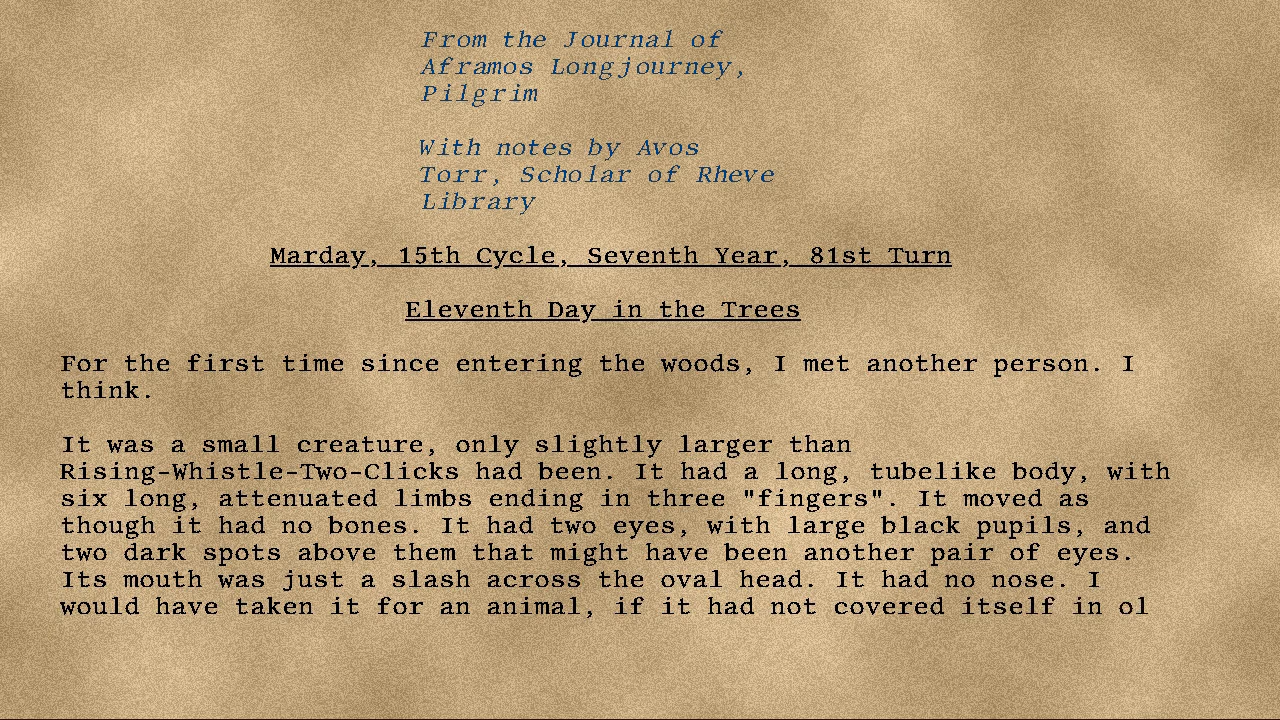 From the Journal of
Aframos Longjourney,
Pilgrim
With notes by Avos
Torr, Scholar of Rheve
Library
Marday, 15th Cycle, Seventh Year, 81st Turn
Eleventh Day in the Trees
For the first time since entering the woods, I met another person. I
think.
It was a small creature, only slightly larger than
Rising-Whistle-Two-Clicks had been. It had a long, tubelike body, with
six long, attenuated limbs ending in three "fingers". It moved as
though it had no bones. It had two eyes, with large black pupils, and
two dark spots above them that might have been another pair of eyes.
Its mouth was just a slash across the oval head. It had no nose. I
would have taken it for an animal, if it had not covered itself in ol